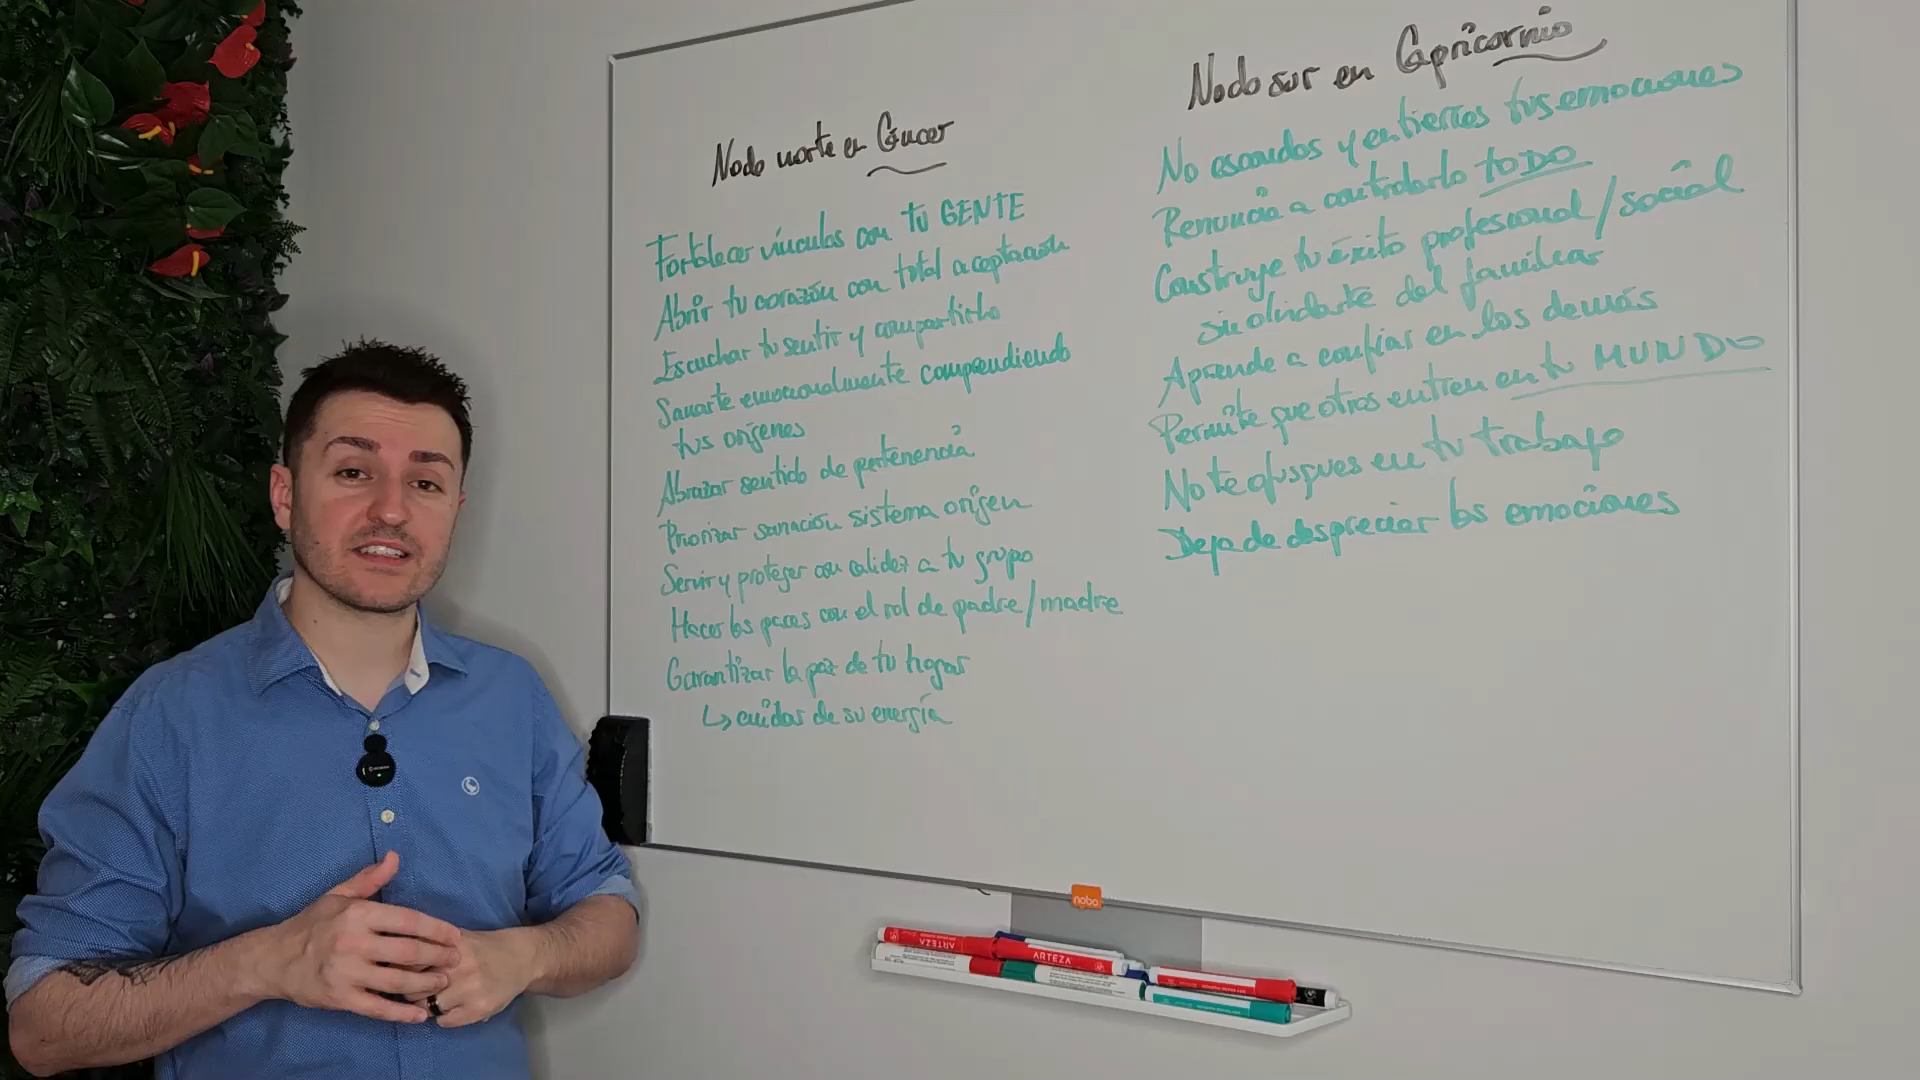 Nodo norte en Cáncer
Fortalecer vínculos con tu GENTE
Abrir tu corazón con total aceptación
Escuchar tu sentir y compartirlo
Sanarte emocionalmente comprendiendo
tus orígenes
Abrazar sentido de pertenencia
Priorizar sanación sistema origen
Servir y proteger con calidez a tu grupo
Hacer las paces con el rol de padre/madre
Garantizar la paz de tu hogar
↳ cuidar de su energía
Nodo sur en Capricornio
No escondas y entierres tus emociones
Renuncia a controlarlo TODO
Construye tu éxito profesional/social
sin olvidarte del familiar
Aprende a confiar en los demás
Permite que otros entren en tu MUNDO
No te ofusques en tu trabajo
Deja de despreciar las emociones
nobo
ARTEZA
ARTEZA